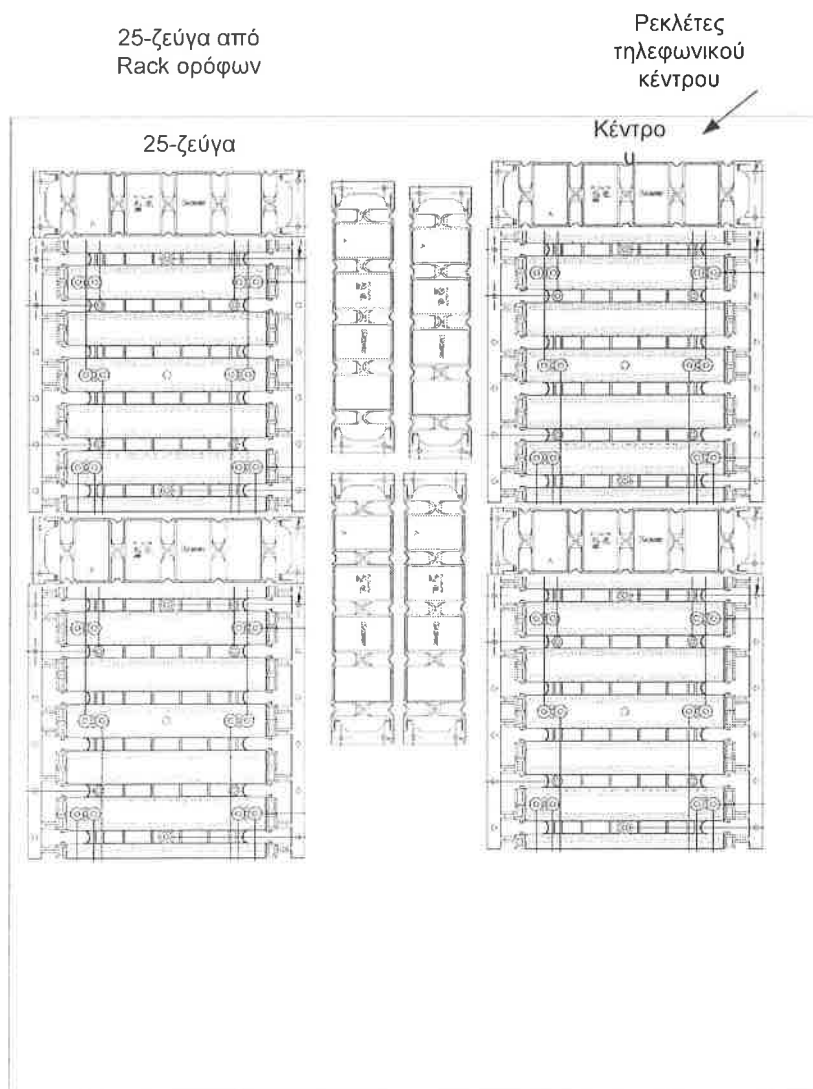 25-ζεύγα από
Rack ορόφων
Ρεκλέτες
τηλεφωνικού
κέντρου
25-ζεύγα
Κέντρο
υ